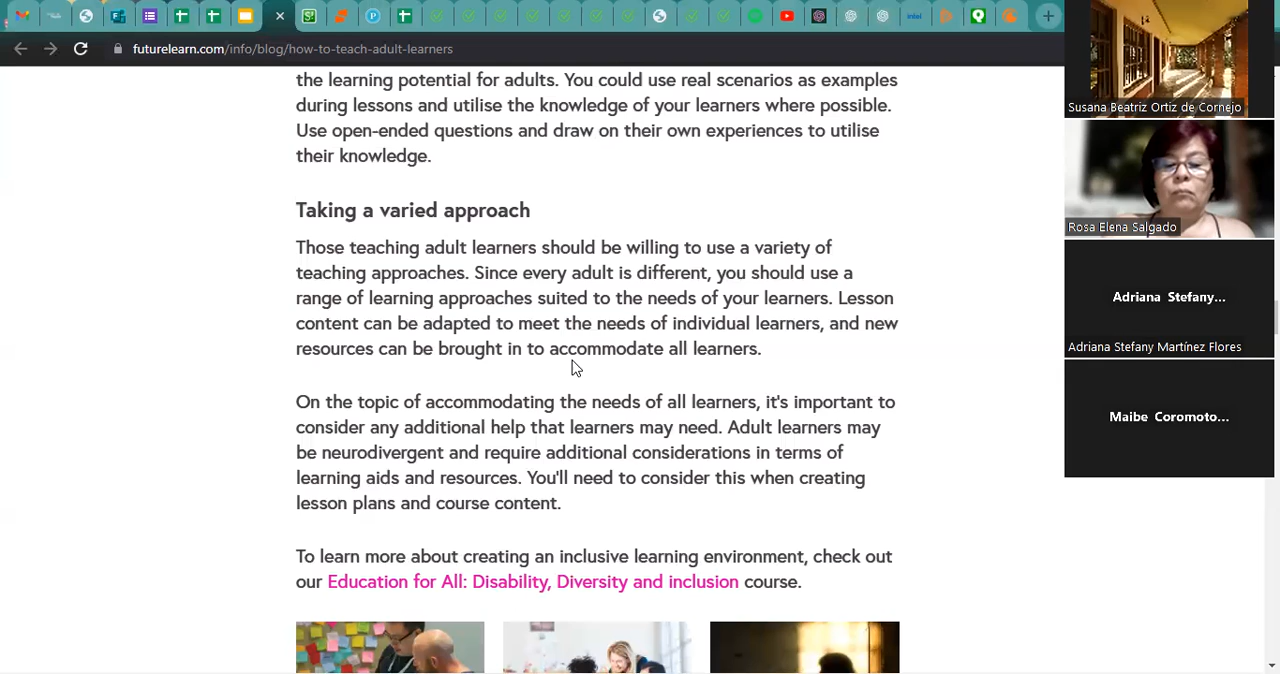 futurelearn.com/info/blog/how-to-teach-adult-learners
the learning potential for adults. You could use real scenarios as examples
during lessons and utilise the knowledge of your learners where possible.
Use open-ended questions and draw on their own experiences to utilise
their knowledge.
Taking a varied approach
Those teaching adult learners should be willing to use a variety of
teaching approaches. Since every adult is different, you should use a
range of learning approaches suited to the needs of your learners. Lesson
content can be adapted to meet the needs of individual learners, and new
resources can be brought in to accommodate all learners.
On the topic of accommodating the needs of all learners, it's important to
consider any additional help that learners may need. Adult learners may
be neurodivergent and require additional considerations in terms of
learning aids and resources. You'll need to consider this when creating
lesson plans and course content.
To learn more about creating an inclusive learning environment, check out
our Education for All: Disability, Diversity and inclusion course.
Susana Beatriz Ortiz de Cornejo
Rosa Elena Salgado
Adriana Stefany...
Adriana Stefany Martínez Flores
Maibe Coromoto...